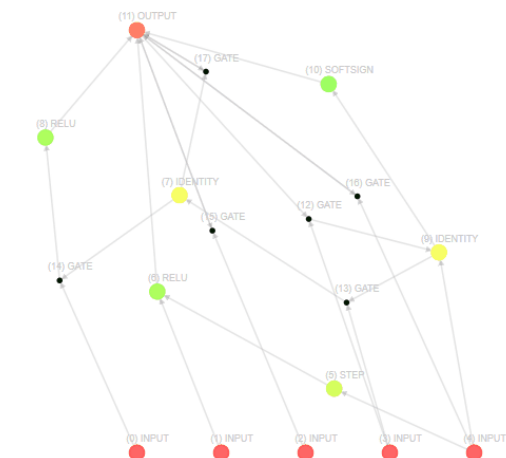 (11) OUTPUT
(17) GATE
(10) SOFTSIGN
(8) RELU
(7) IDENTITY
(16) GATE
(12) GATE
(15) GATE
(9) IDENTITY
(14) GATE
(6) RELU
(13) GATE
(5) STEP
(0) INPUT
(1) INPUT
(2) INPUT
(3) INPUT
(4) INPUT